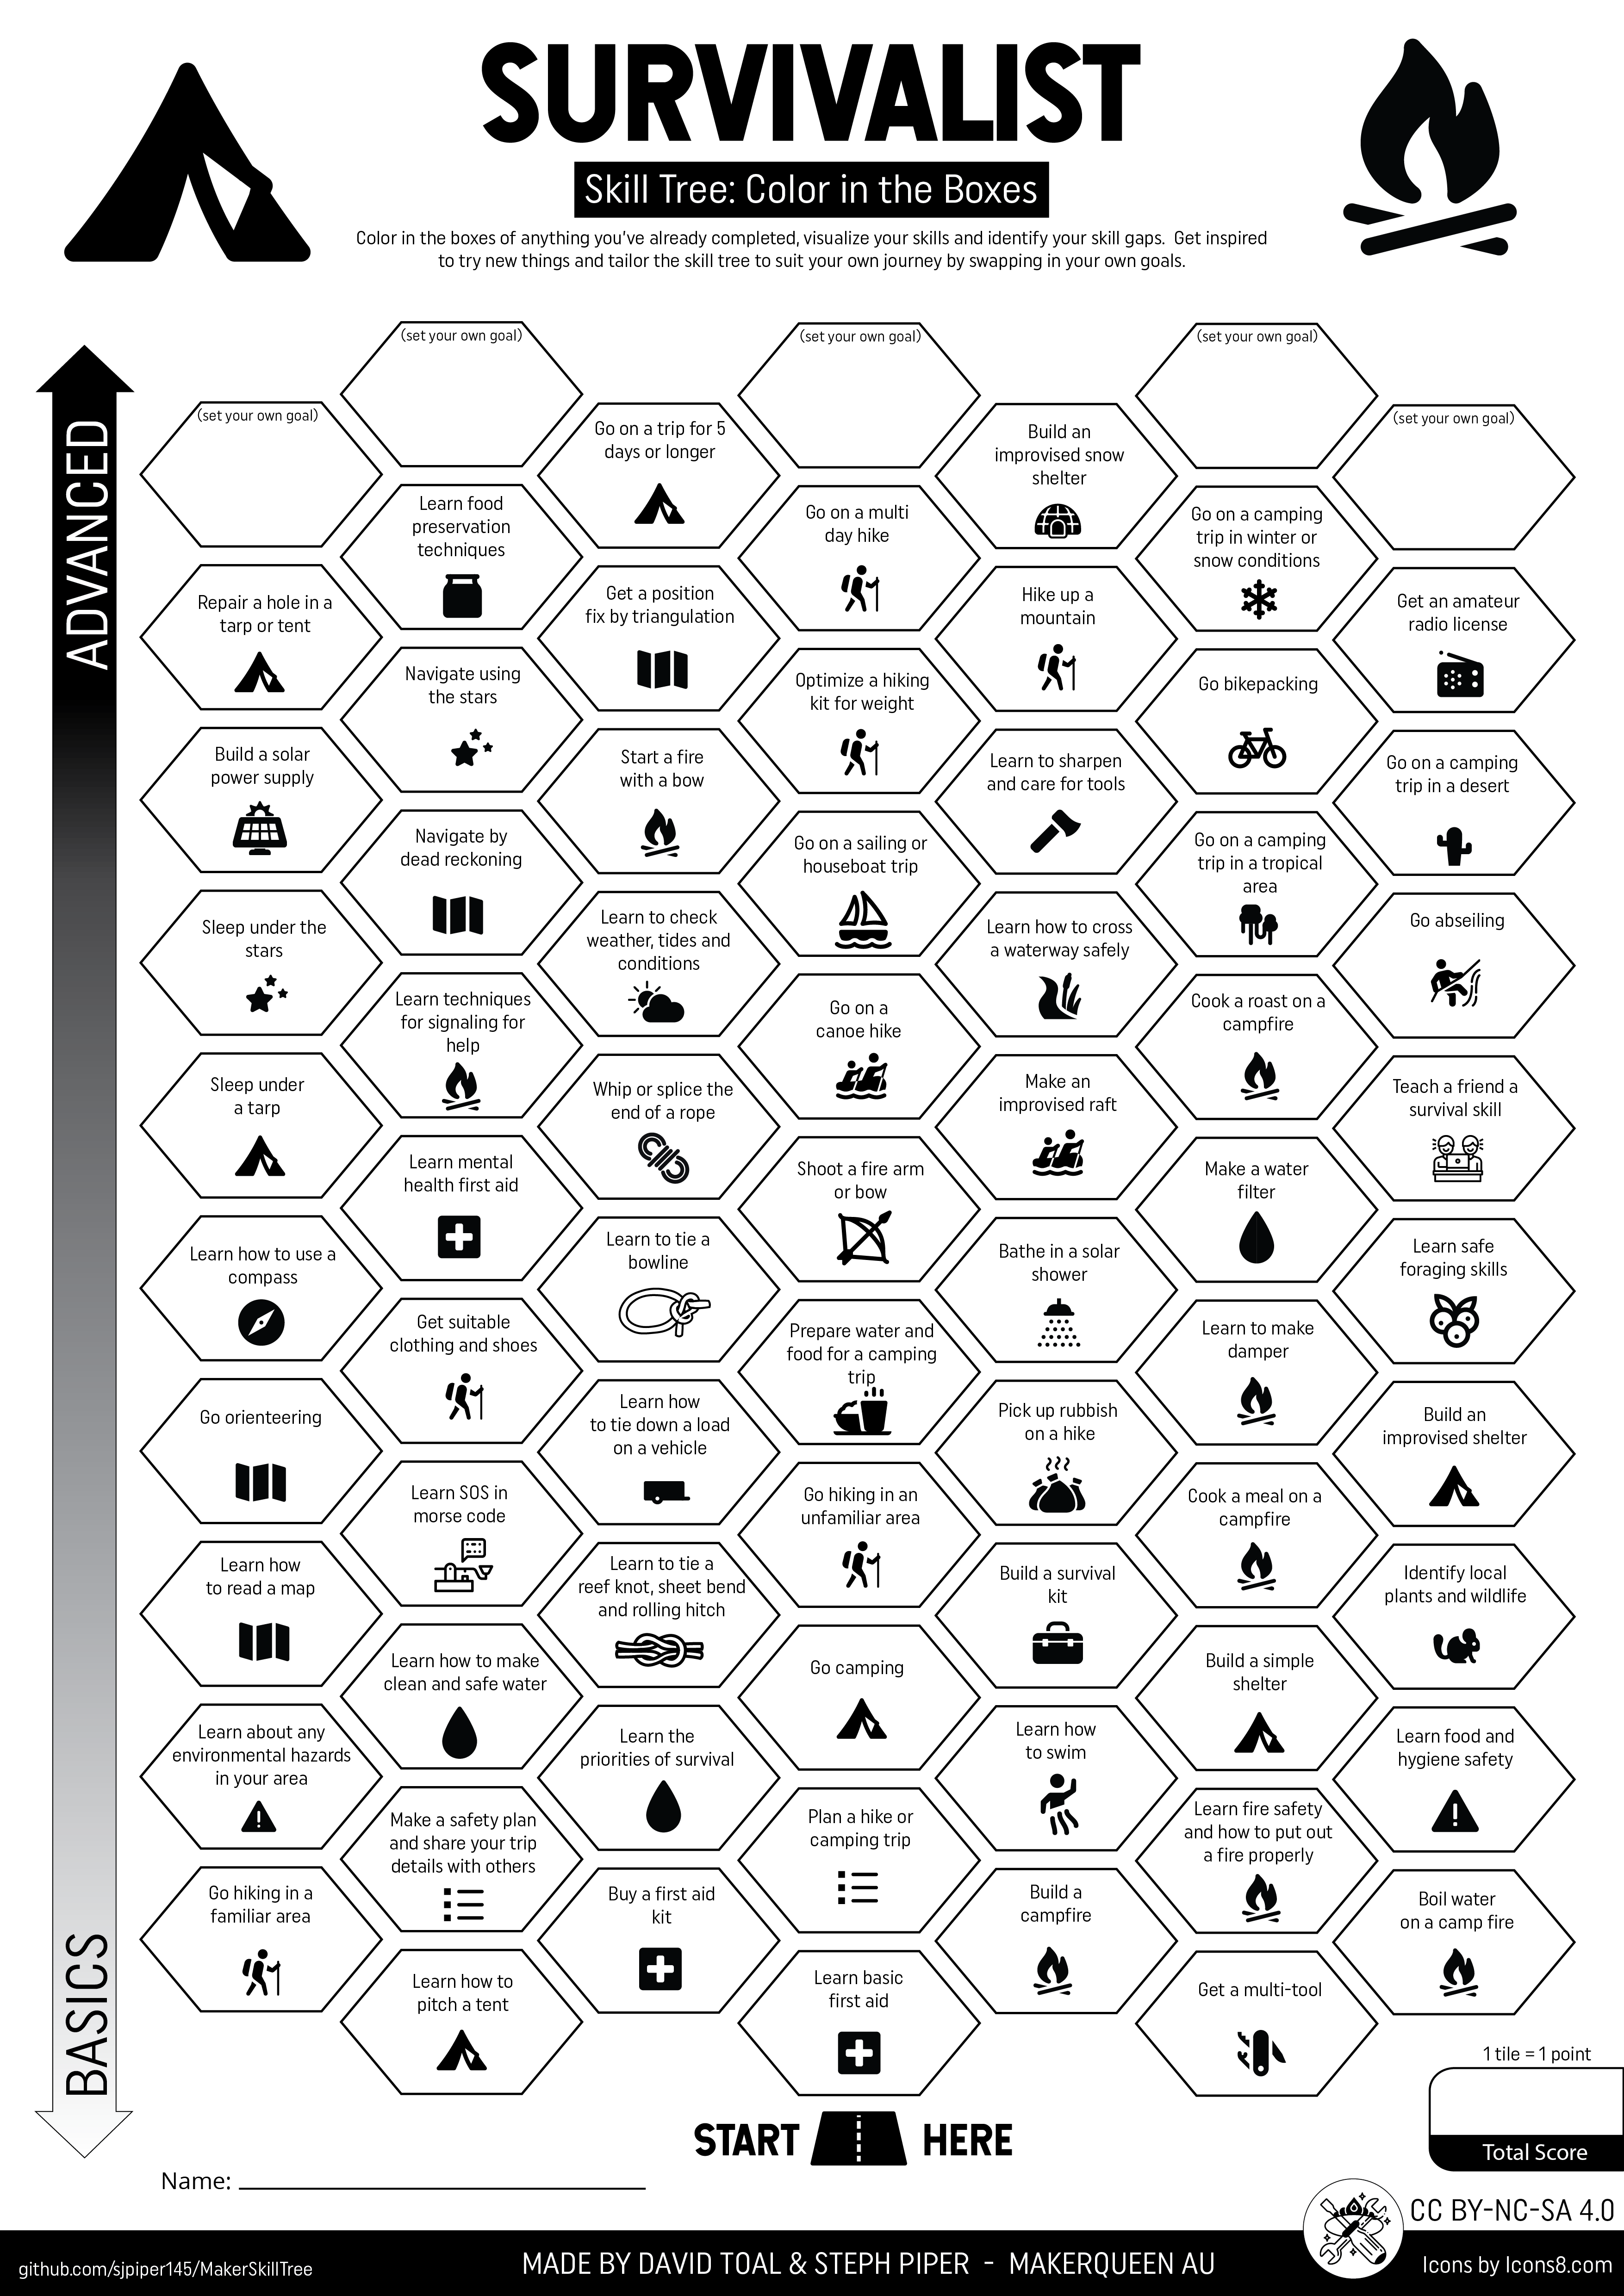 SURVIVALIST
Skill Tree: Color in the Boxes
Color in the boxes of anything you've already completed, visualize your skills and identify your skill gaps.  Get inspired
to try new things and tailor the skill tree to suit your own journey by swapping in your own goals.
ADVANCED
BASICS
(set your own goal)
(set your own goal)
(set your own goal)
(set your own goal)
(set your own goal)
Go on a trip for 5
days or longer
Build an
improvised snow
shelter
Learn food
preservation
techniques
Go on a multi
day hike
Go on a camping
trip in winter or
snow conditions
Repair a hole in a
tarp or tent
Get a position
fix by triangulation
Hike up a
mountain
Get an amateur
radio license
Navigate using
the stars
Optimize a hiking
kit for weight
Go bikepacking
Build a solar
power supply
Start a fire
with a bow
Learn to sharpen
and care for tools
Go on a camping
trip in a desert
Navigate by
dead reckoning
Go on a sailing or
houseboat trip
Go on a camping
trip in a tropical
area
Sleep under the
stars
Learn to check
weather, tides and
conditions
Learn how to cross
a waterway safely
Go abseiling
Learn techniques
for signaling for
help
Go on a
canoe hike
Cook a roast on a
campfire
Sleep under
a tarp
Whip or splice the
end of a rope
Make an
improvised raft
Teach a friend a
survival skill
Learn mental
health first aid
Shoot a fire arm
or bow
Make a water
filter
Learn how to use a
compass
Learn to tie a
bowline
Bathe in a solar
shower
Learn safe
foraging skills
Get suitable
clothing and shoes
Prepare water and
food for a camping
trip
Learn to make
damper
Go orienteering
Learn how
to tie down a load
on a vehicle
Pick up rubbish
on a hike
Build an
improvised shelter
Learn SOS in
morse code
Go hiking in an
unfamiliar area
Cook a meal on a
campfire
Learn how
to read a map
Learn to tie a
reef knot, sheet bend
and rolling hitch
Build a survival
kit
Identify local
plants and wildlife
Learn how to make
clean and safe water
Go camping
Build a simple
shelter
Learn about any
environmental hazards
in your area
Learn the
priorities of survival
Learn how
to swim
Learn food and
hygiene safety
Make a safety plan
and share your trip
details with others
Plan a hike or
camping trip
Learn fire safety
and how to put out
a fire properly
Go hiking in a
familiar area
Buy a first aid
kit
Build a
campfire
Boil water
on a camp fire
Learn how to
pitch a tent
Learn basic
first aid
Get a multi-tool
1 tile = 1 point
Total Score
START HERE
Name:
CC BY-NC-SA 4.0
github.com/sjpiper145/MakerSkillTree
MADE BY DAVID TOAL & STEPH PIPER - MAKERQUEEN AU
Icons by Icons8.com